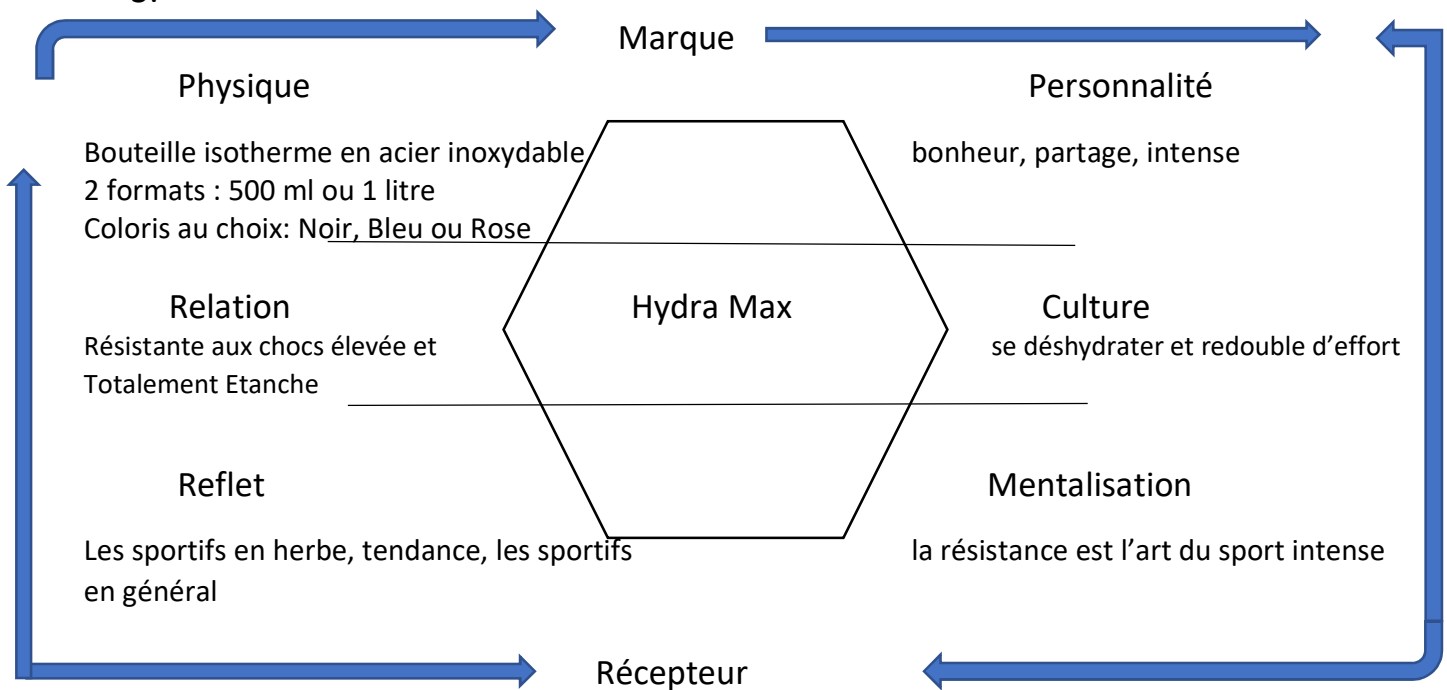 Marque
Physique
Personnalité
Bouteille isotherme en acier inoxydable
2 formats : 500 ml ou 1 litre
Coloris au choix: Noir, Bleu ou Rose
bonheur, partage, intense
Relation
Hydra Max
Culture
Résistante aux chocs élevée et
Totalement Etanche
se déshydrater et redouble d’effort
Reflet
Mentalisation
Les sportifs en herbe, tendance, les sportifs
en général
la résistance est l’art du sport intense
Récepteur